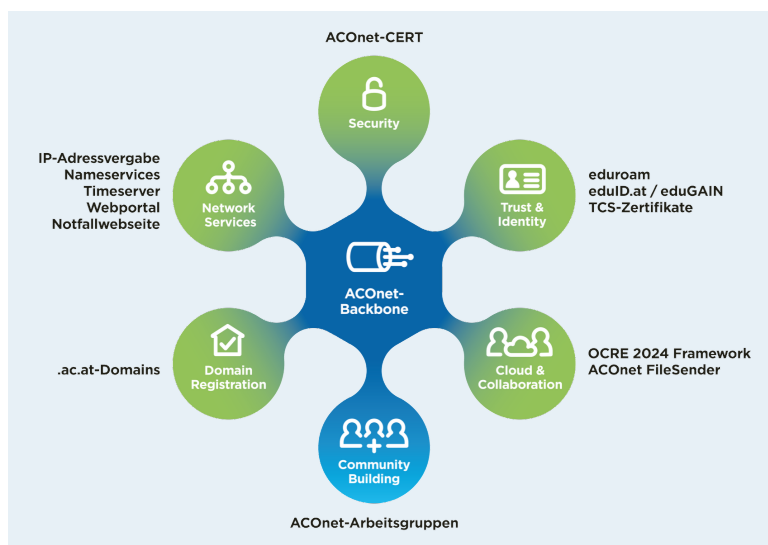 ACOnet-CERT
Security
IP-Adressvergabe
Nameservices
Timeserver
Webportal
Notfallwebseite
Network
Services
Trust &
Identity
eduroam
eduID.at / eduGAIN
TCS-Zertifikate
ACOnet-
Backbone
.ac.at-Domains
Domain
Registration
Cloud &
Collaboration
OCRE 2024 Framework
ACOnet FileSender
Community
Building
ACOnet-Arbeitsgruppen